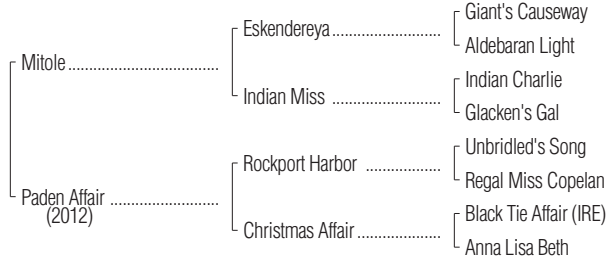 Giant's Causeway
Eskendereya ..............................
Aldebaran Light
Mitole ..........................................
Indian Charlie
Indian Miss ..............................
Glacken's Gal
Unbridled's Song
Rockport Harbor .....................
Regal Miss Copelan
Paden Affair ..............................
(2012)
Black Tie Affair (IRE)
Christmas Affair.......................
Anna Lisa Beth